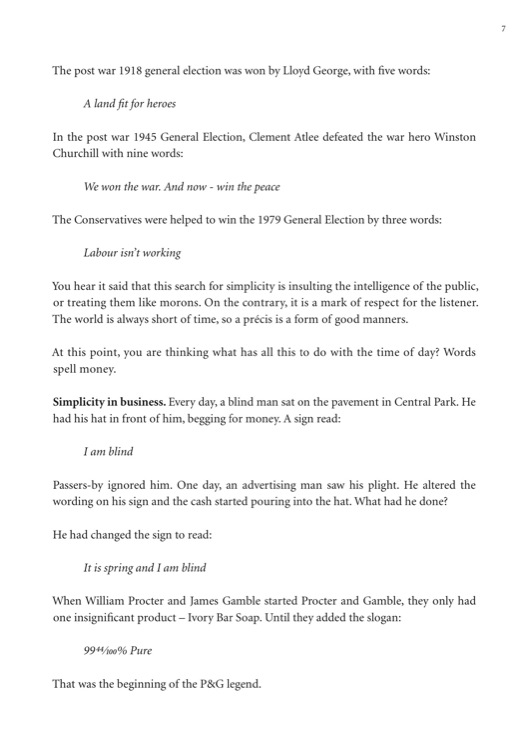 7
The post war 1918 general election was won by Lloyd George, with five words:
A land fit for heroes
In the post war 1945 General Election, Clement Atlee defeated the war hero Winston
Churchill with nine words:
We won the war. And now - win the peace
The Conservatives were helped to win the 1979 General Election by three words:
Labour isn't working
You hear it said that this search for simplicity is insulting the intelligence of the public,
or treating them like morons. On the contrary, it is a mark of respect for the listener.
The world is always short of time, so a précis is a form of good manners.
At this point, you are thinking what has all this to do with the time of day? Words
spell money.
Simplicity in business. Every day, a blind man sat on the pavement in Central Park. He
had his hat in front of him, begging for money. A sign read:
I am blind
Passers-by ignored him. One day, an advertising man saw his plight. He altered the
wording on his sign and the cash started pouring into the hat. What had he done?
He had changed the sign to read:
It is spring and I am blind
When William Procter and James Gamble started Procter and Gamble, they only had
one insignificant product – Ivory Bar Soap. Until they added the slogan:
99⁴⁴/₁₀₀% Pure
That was the beginning of the P&G legend.